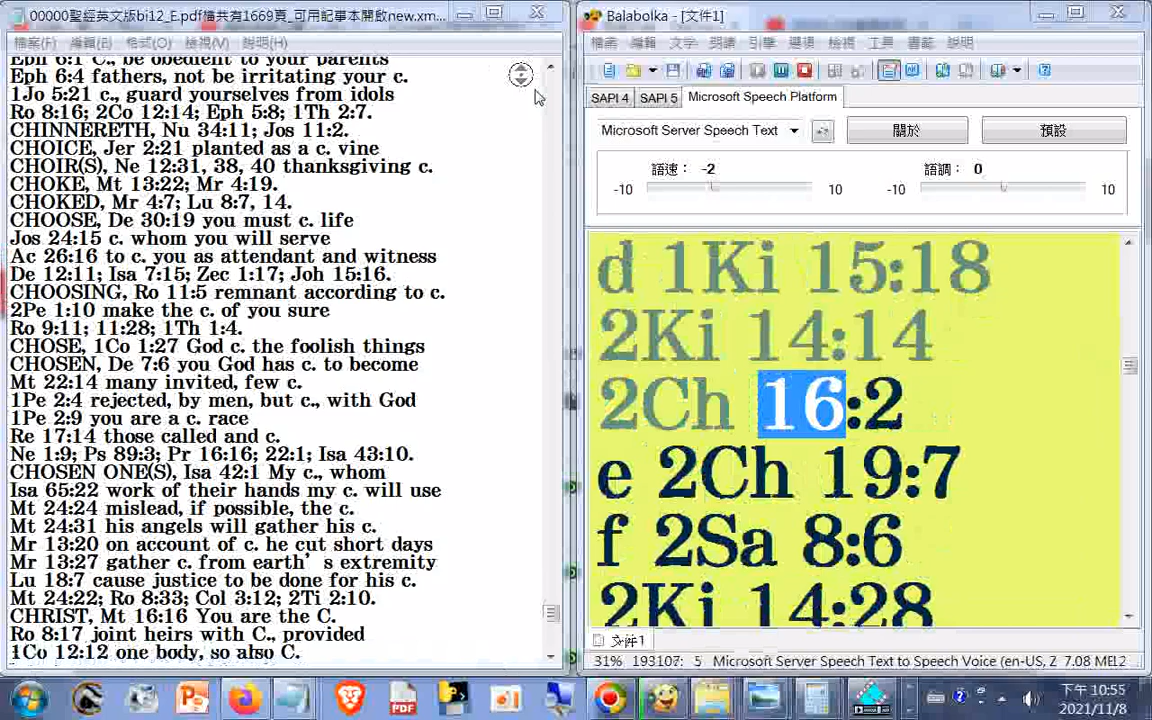 00000聖經英文版bi12_E.pdf檔共有1669頁_可用記事本開啟new.xm...
檔案(F) 編輯(E) 格式(O) 檢視(V) 說明(H)
Eph 6:1 C., be obedient to your parents
Eph 6:4 fathers, not be irritating your c.
1Jo 5:21 c., guard yourselves from idols
Ro 8:16; 2Co 12:14; Eph 5:8; 1Th 2:7.
CHINNERETH, Nu 34:11; Jos 11:2.
CHOICE, Jer 2:21 planted as a c. vine
CHOIR(S), Ne 12:31, 38, 40 thanksgiving c.
CHOKE, Mt 13:22; Mr 4:19.
CHOKED, Mr 4:7; Lu 8:7, 14.
CHOOSE, De 30:19 you must c. life
Jos 24:15 c. whom you will serve
Ac 26:16 to c. you as attendant and witness
De 12:11; Isa 7:15; Zec 1:17; Joh 15:16.
CHOOSING, Ro 11:5 remnant according to c.
2Pe 1:10 make the c. of you sure
Ro 9:11; 11:28; 1Th 1:4.
CHOSE, 1Co 1:27 God c. the foolish things
CHOSEN, De 7:6 you God has c. to become
Mt 22:14 many invited, few c.
1Pe 2:4 rejected, by men, but c., with God
1Pe 2:9 you are a c. race
Re 17:14 those called and c.
Ne 1:9; Ps 89:3; Pr 16:16; 22:1; Isa 43:10.
CHOSEN ONE(S), Isa 42:1 My c., whom
Isa 65:22 work of their hands my c. will use
Mt 24:24 mislead, if possible, the c.
Mt 24:31 his angels will gather his c.
Mr 13:20 on account of c. he cut short days
Mr 13:27 gather c. from earth's extremity
Lu 18:7 cause justice to be done for his c.
Mt 24:22; Ro 8:33; Col 3:12; 2Ti 2:10.
CHRIST, Mt 16:16 You are the C.
Ro 8:17 joint heirs with C., provided
1Co 12:12 one body, so also C.
Balabolka - [文件1]
檔案 編輯 文字 朗讀 引擎 選項 檢視 工具 書籤 說明
SAPI 4 SAPI 5 Microsoft Speech Platform
Microsoft Server Speech Text 關於 預設
語速： -2 語調： 0
-10 10 -10 10
d 1Ki 15:18
2Ki 14:14
2Ch 16:2
e 2Ch 19:7
f 2Sa 8:6
2Ki 14:28
文件1
31% 193107: 5 Microsoft Server Speech Text to Speech Voice (en-US, Z 7.08 ME
PDF
下午 10:55
2021/11/8